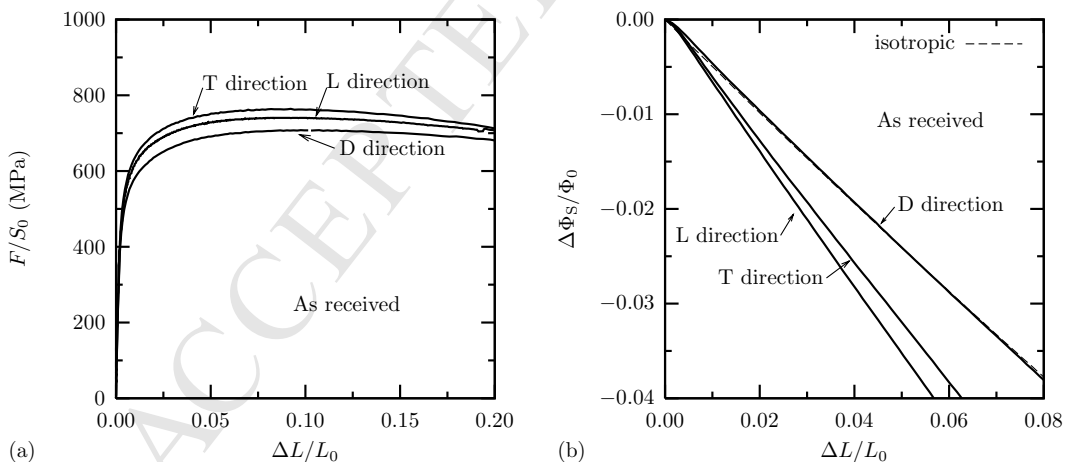 1000
800
600
400
200
0
F/S₀ (MPa)
T direction
L direction
D direction
As received
0.00
0.05
0.10
0.15
0.20
ΔL/L₀
(a)
ACCEPTE
0.00
−0.01
−0.02
−0.03
−0.04
ΔΦ_S/Φ₀
isotropic
As received
D direction
L direction
T direction
0.00
0.02
0.04
0.06
0.08
ΔL/L₀
(b)